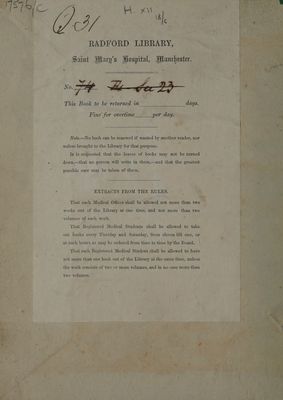 17576/C
Q 31
H. XII
18/c
RADFORD LIBRARY,
Saint Mary's Hospital, Manchester.
No.
This Book to be returned in days.
Fine for overtime per day.
Note.—No book can be renewed if wanted by another reader, nor
unless brought to the Library for that purpose.
It is requested that the leaves of books may not be turned
down,—that no person will write in them,—and that the greatest
possible care may be taken of them.
EXTRACTS FROM THE RULES.
That each Medical Officer shall be allowed not more than two
works out of the Library at one time, and not more than two
volumes of each work.
That Registered Medical Students shall be allowed to take
out books every Tuesday and Saturday, from eleven till one, or
at such hours as may be ordered from time to time by the Board.
That each Registered Medical Student shall be allowed to have
not more than one book out of the Library at the same time, unless
the work consists of two or more volumes, and in no case more than
two volumes.